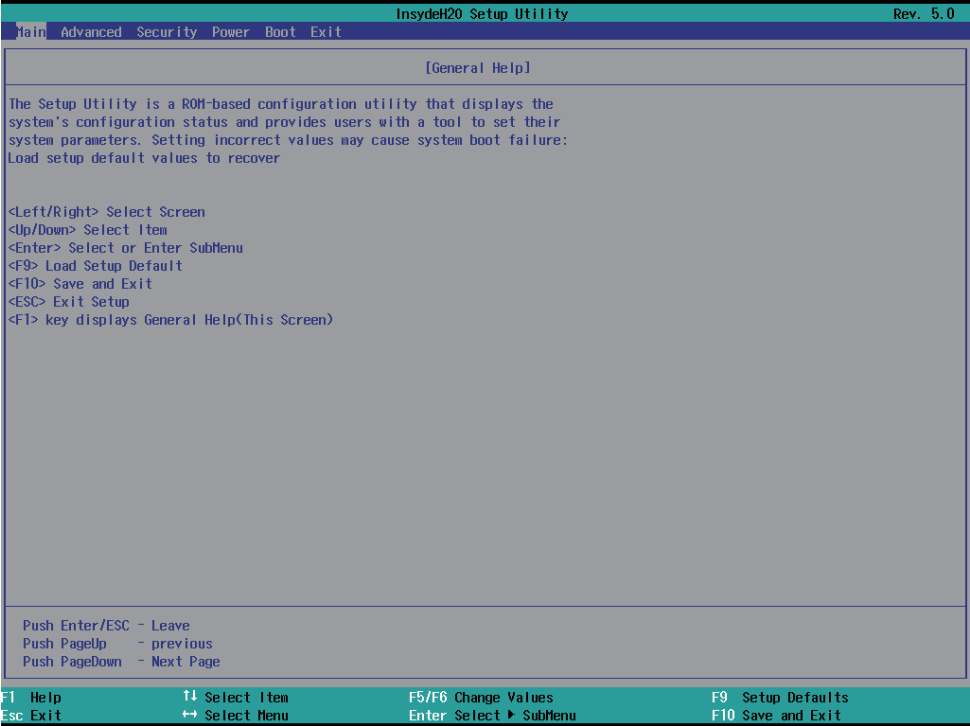 InsydeH20 Setup Utility Rev. 5.0
Main Advanced Security Power Boot Exit
[General Help]
The Setup Utility is a ROM-based configuration utility that displays the
system's configuration status and provides users with a tool to set their
system parameters. Setting incorrect values may cause system boot failure:
Load setup default values to recover
<Left/Right> Select Screen
<Up/Down> Select Item
<Enter> Select or Enter SubMenu
<F9> Load Setup Default
<F10> Save and Exit
<ESC> Exit Setup
<F1> key displays General Help(This Screen)
Push Enter/ESC - Leave
Push PageUp - previous
Push PageDown - Next Page
F1 Help ↑↓ Select Item F5/F6 Change Values F9 Setup Defaults
Esc Exit ↔ Select Menu Enter Select ▶ SubMenu F10 Save and Exit